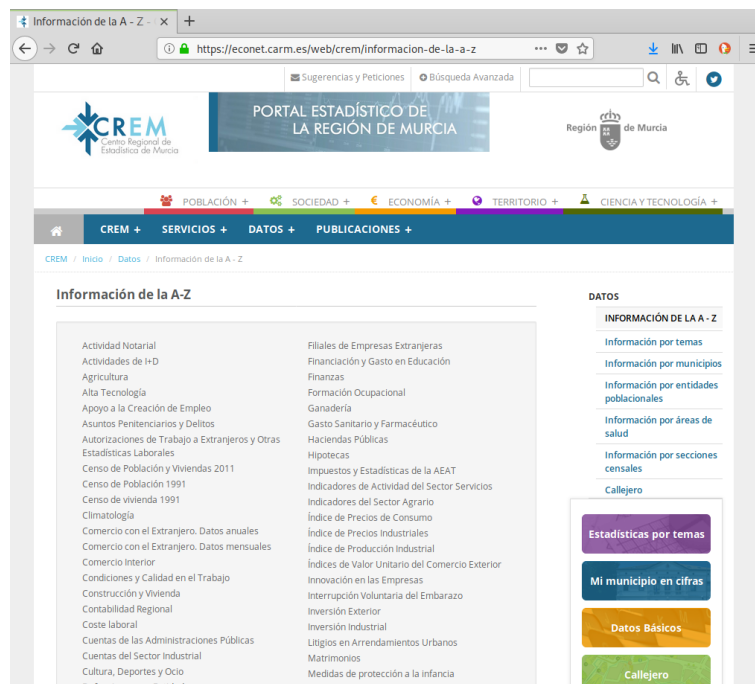 Información de la A - Z -
https://econet.carm.es/web/crem/informacion-de-la-a-z
Sugerencias y Peticiones
Búsqueda Avanzada
CREM
Centro Regional de
Estadística de Murcia
PORTAL ESTADÍSTICO DE
LA REGIÓN DE MURCIA
Región de Murcia
POBLACIÓN +
SOCIEDAD +
€ ECONOMÍA +
TERRITORIO +
CIENCIA Y TECNOLOGÍA +
CREM +
SERVICIOS +
DATOS +
PUBLICACIONES +
CREM / Inicio / Datos / Información de la A - Z
Información de la A-Z
Actividad Notarial
Actividades de I+D
Agricultura
Alta Tecnología
Apoyo a la Creación de Empleo
Asuntos Penitenciarios y Delitos
Autorizaciones de Trabajo a Extranjeros y Otras
Estadísticas Laborales
Censo de Población y Viviendas 2011
Censo de Población 1991
Censo de vivienda 1991
Climatología
Comercio con el Extranjero. Datos anuales
Comercio con el Extranjero. Datos mensuales
Comercio Interior
Condiciones y Calidad en el Trabajo
Construcción y Vivienda
Contabilidad Regional
Coste laboral
Cuentas de las Administraciones Públicas
Cuentas del Sector Industrial
Cultura, Deportes y Ocio
Filiales de Empresas Extranjeras
Financiación y Gasto en Educación
Finanzas
Formación Ocupacional
Ganadería
Gasto Sanitario y Farmacéutico
Haciendas Públicas
Hipotecas
Impuestos y Estadísticas de la AEAT
Indicadores de Actividad del Sector Servicios
Indicadores del Sector Agrario
Índice de Precios de Consumo
Índice de Precios Industriales
Índice de Producción Industrial
Índices de Valor Unitario del Comercio Exterior
Innovación en las Empresas
Interrupción Voluntaria del Embarazo
Inversión Exterior
Inversión Industrial
Litigios en Arrendamientos Urbanos
Matrimonios
Medidas de protección a la infancia
DATOS
INFORMACIÓN DE LA A - Z
Información por temas
Información por municipios
Información por entidades
poblacionales
Información por áreas de
salud
Información por secciones
censales
Callejero
Estadísticas por temas
Mi municipio en cifras
Datos Básicos
Callejero